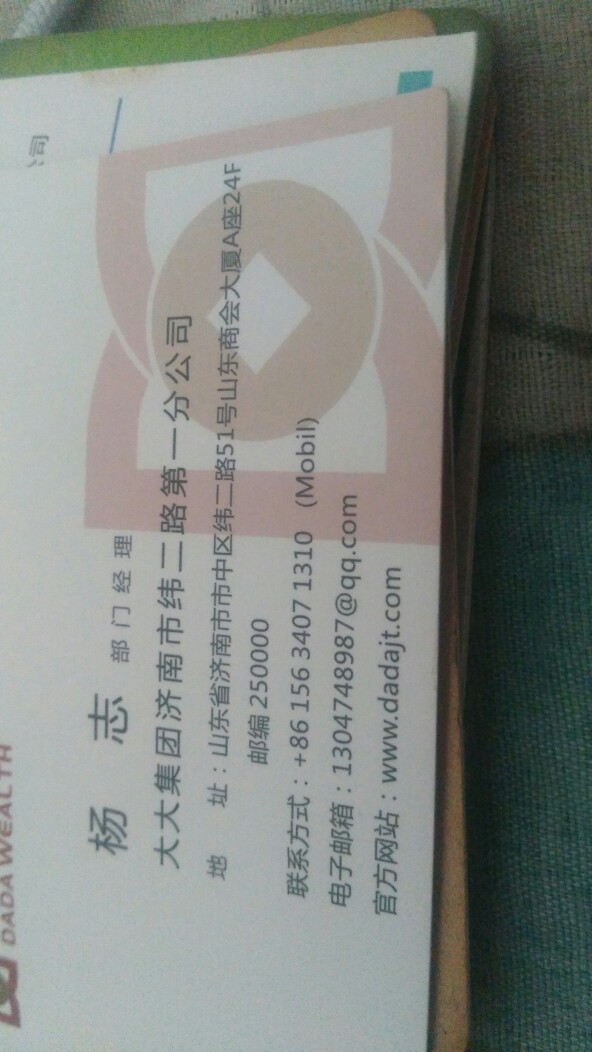 DADA WEALTH
杨 志 部门经理
大大集团济南市纬二路第一分公司
地 址：山东省济南市市中区纬二路51号山东商会大厦A座24F
邮编 250000
联系方式：+86 156 3407 1310 (Mobil)
电子邮箱：1304748987@qq.com
官方网站：www.dadajt.com
公司